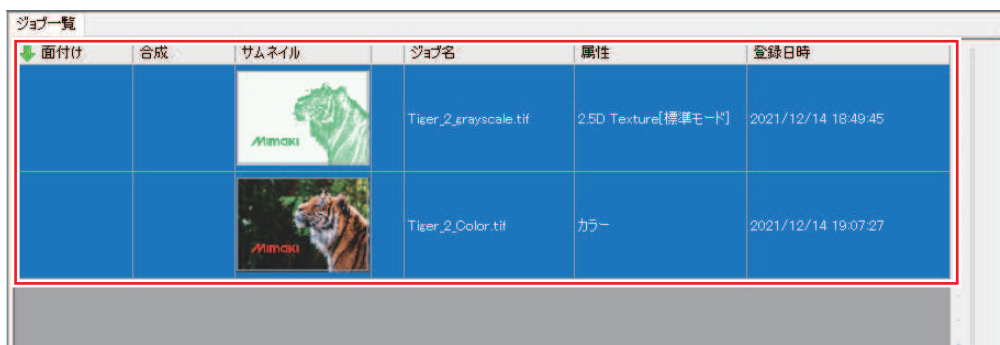 ジョブ一覧
面付け 合成 サムネイル ジョブ名 属性 登録日時
Mimaki
Tiger_2_grayscale.tif 2.5D Texture[標準モード] 2021/12/14 18:49:45
Mimaki
Tiger_2_Color.tif カラー 2021/12/14 19:07:27